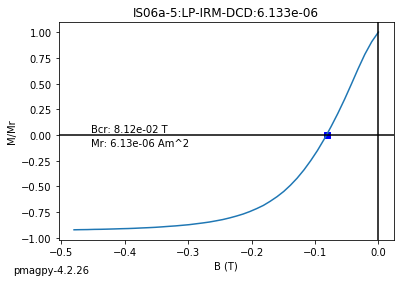 IS06a-5:LP-IRM-DCD:6.133e-06
1.00
0.75
0.50
0.25
0.00
−0.25
−0.50
−0.75
−1.00
M/Mr
Bcr: 8.12e-02 T
Mr: 6.13e-06 Am^2
−0.5 −0.4 −0.3 −0.2 −0.1 0.0
B (T)
pmagpy-4.2.26